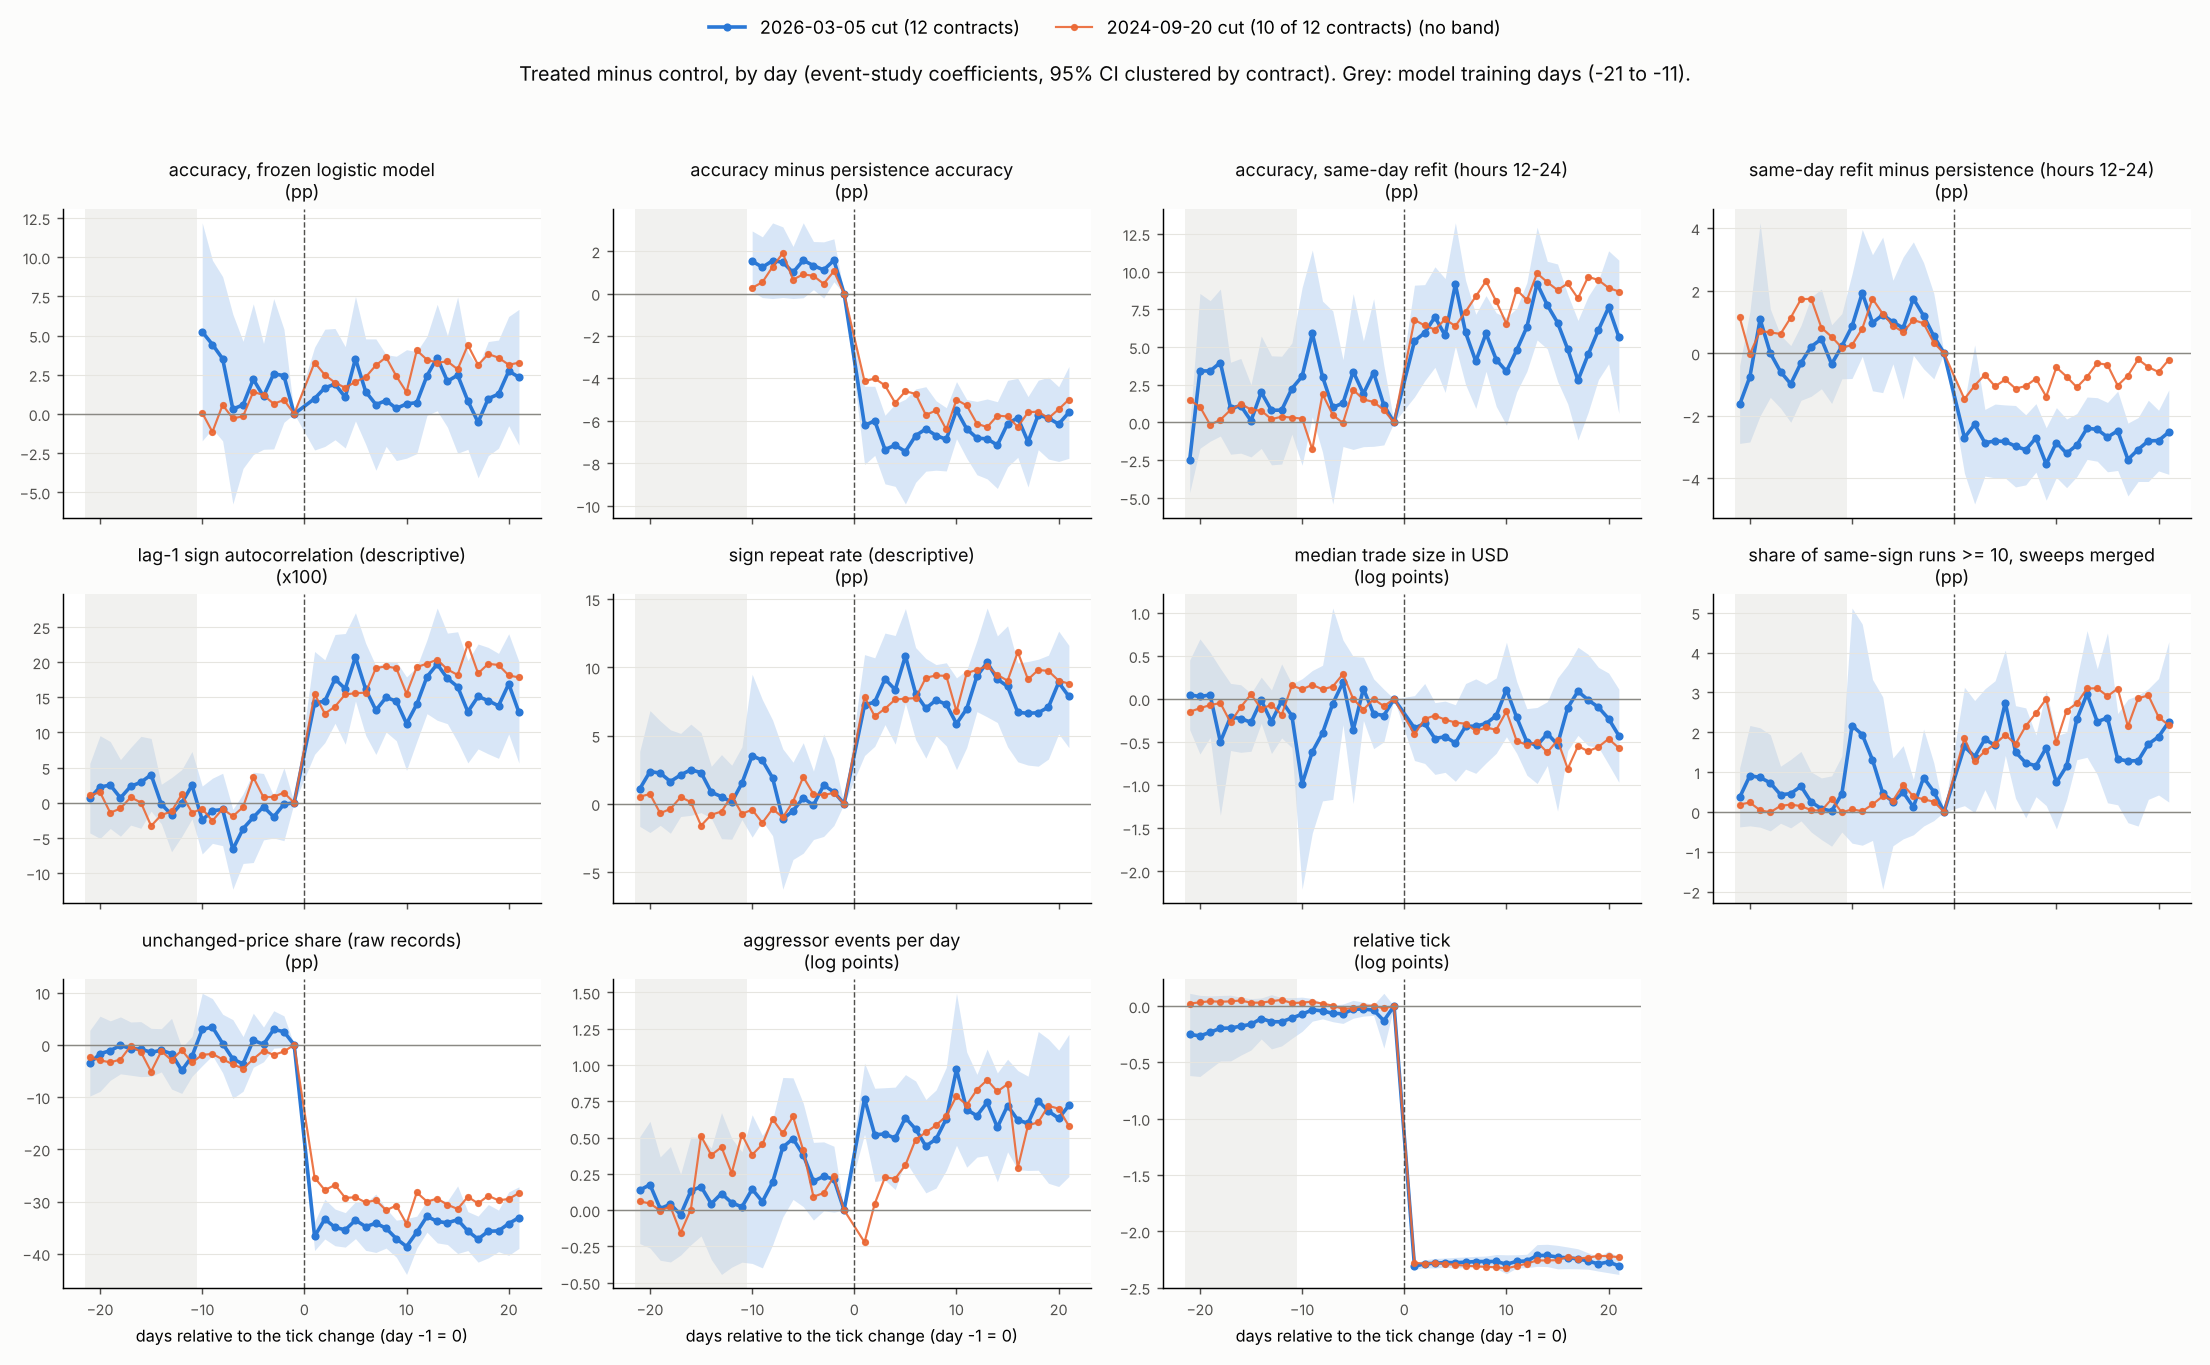 2026-03-05 cut (12 contracts)
2024-09-20 cut (10 of 12 contracts) (no band)
Treated minus control, by day (event-study coefficients, 95% CI clustered by contract). Grey: model training days (-21 to -11).
accuracy, frozen logistic model
(pp)
12.5
10.0
7.5
5.0
2.5
0.0
−2.5
−5.0
accuracy minus persistence accuracy
(pp)
2
0
−2
−4
−6
−8
−10
accuracy, same-day refit (hours 12-24)
(pp)
12.5
10.0
7.5
5.0
2.5
0.0
−2.5
−5.0
same-day refit minus persistence (hours 12-24)
(pp)
4
2
0
−2
−4
lag-1 sign autocorrelation (descriptive)
(x100)
25
20
15
10
5
0
−5
−10
sign repeat rate (descriptive)
(pp)
15
10
5
0
−5
median trade size in USD
(log points)
1.0
0.5
0.0
−0.5
−1.0
−1.5
−2.0
share of same-sign runs >= 10, sweeps merged
(pp)
5
4
3
2
1
0
−1
−2
unchanged-price share (raw records)
(pp)
10
0
−10
−20
−30
−40
−20 −10 0 10 20
days relative to the tick change (day -1 = 0)
aggressor events per day
(log points)
1.50
1.25
1.00
0.75
0.50
0.25
0.00
−0.25
−0.50
−20 −10 0 10 20
days relative to the tick change (day -1 = 0)
relative tick
(log points)
0.0
−0.5
−1.0
−1.5
−2.0
−2.5
−20 −10 0 10 20
days relative to the tick change (day -1 = 0)